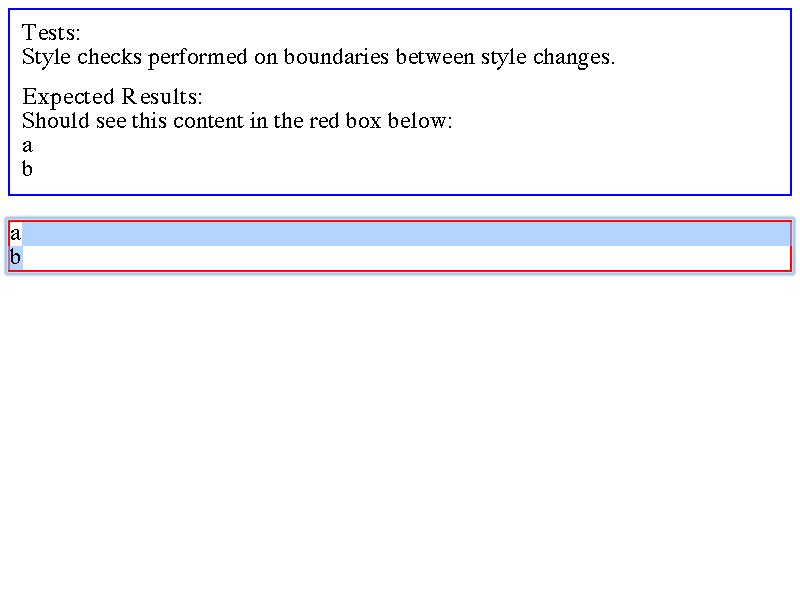 Tests:
Style checks performed on boundaries between style changes.
Expected Results:
Should see this content in the red box below:
a
b
a
b